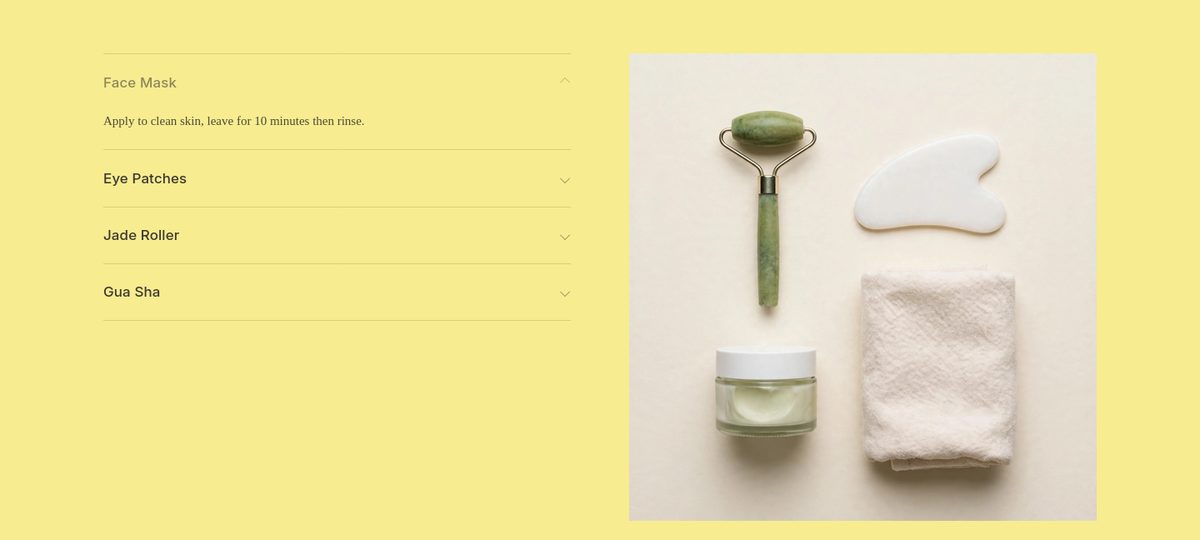 Face Mask
Apply to clean skin, leave for 10 minutes then rinse.
Eye Patches
Jade Roller
Gua Sha